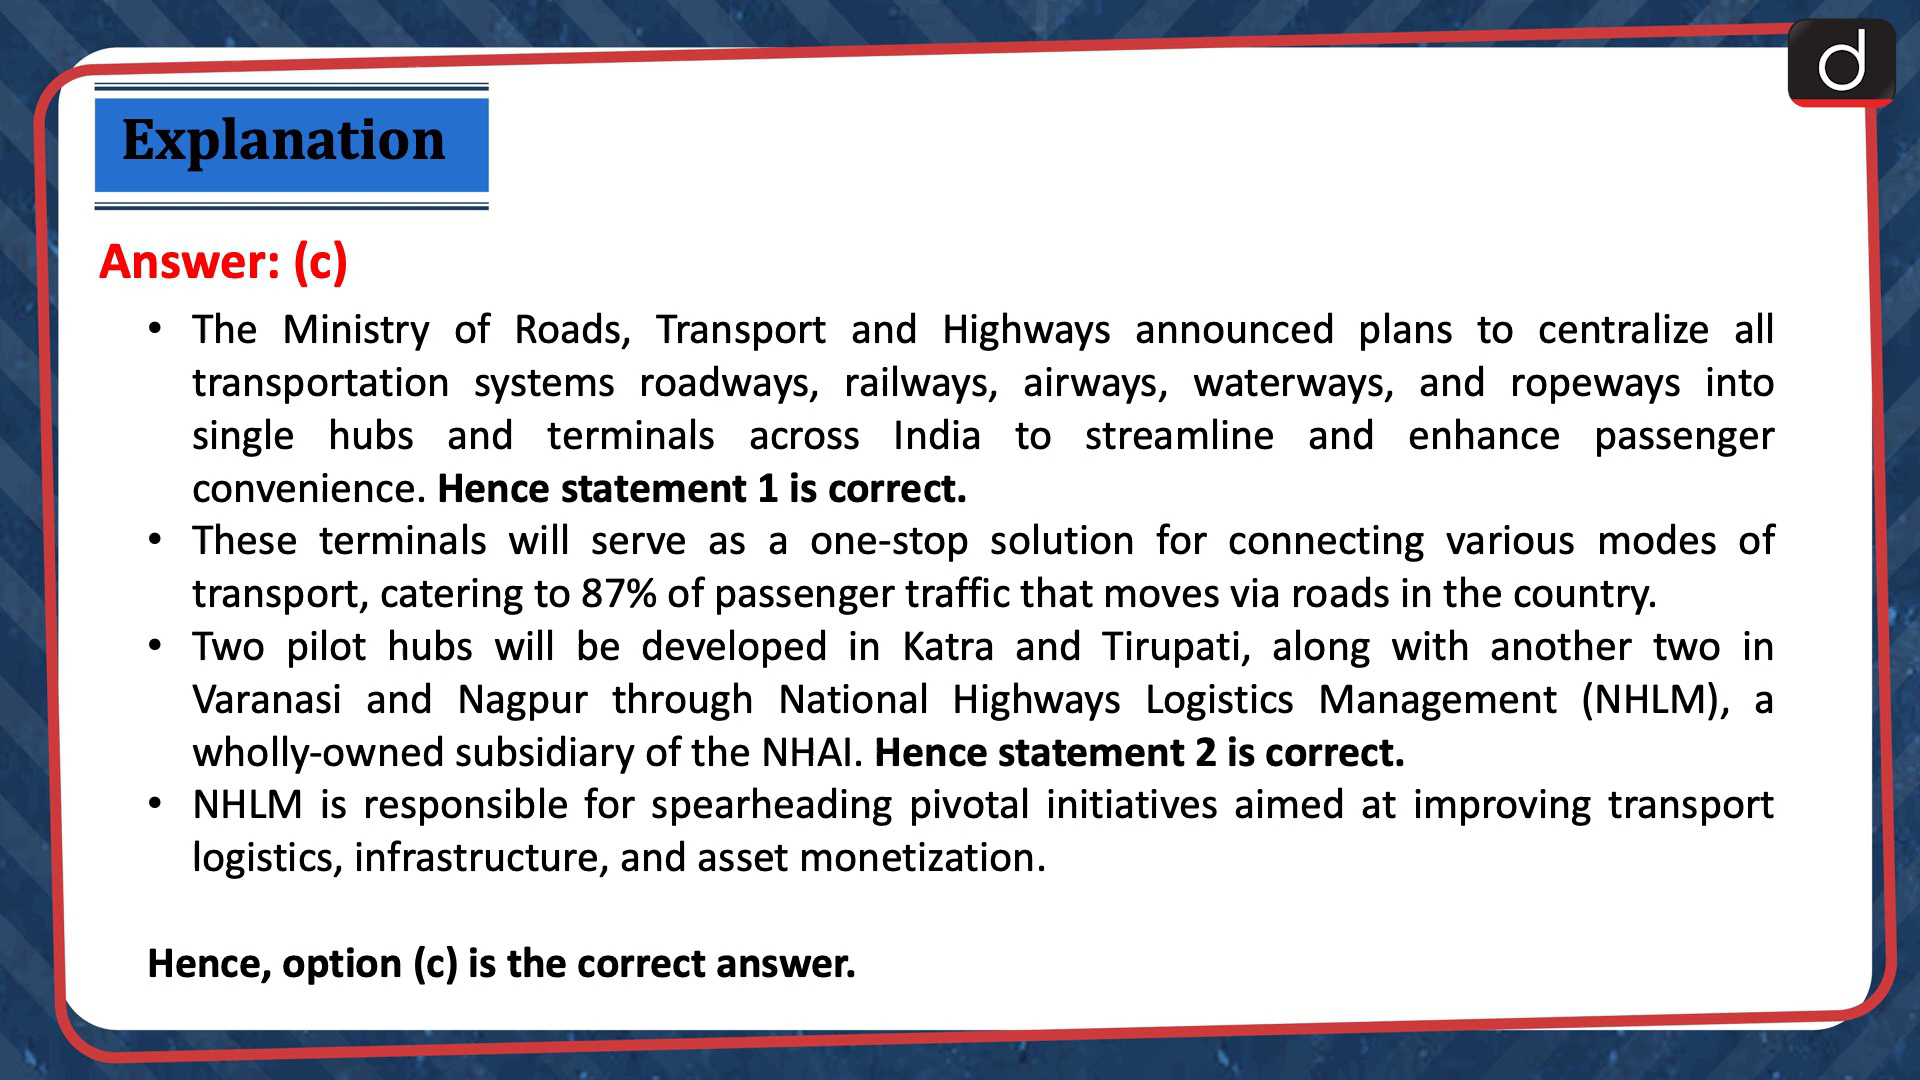 d
Explanation
Answer: (c)
• The Ministry of Roads, Transport and Highways announced plans to centralize all
transportation systems roadways, railways, airways, waterways, and ropeways into
single hubs and terminals across India to streamline and enhance passenger
convenience. Hence statement 1 is correct.
• These terminals will serve as a one-stop solution for connecting various modes of
transport, catering to 87% of passenger traffic that moves via roads in the country.
• Two pilot hubs will be developed in Katra and Tirupati, along with another two in
Varanasi and Nagpur through National Highways Logistics Management (NHLM), a
wholly-owned subsidiary of the NHAI. Hence statement 2 is correct.
• NHLM is responsible for spearheading pivotal initiatives aimed at improving transport
logistics, infrastructure, and asset monetization.
Hence, option (c) is the correct answer.